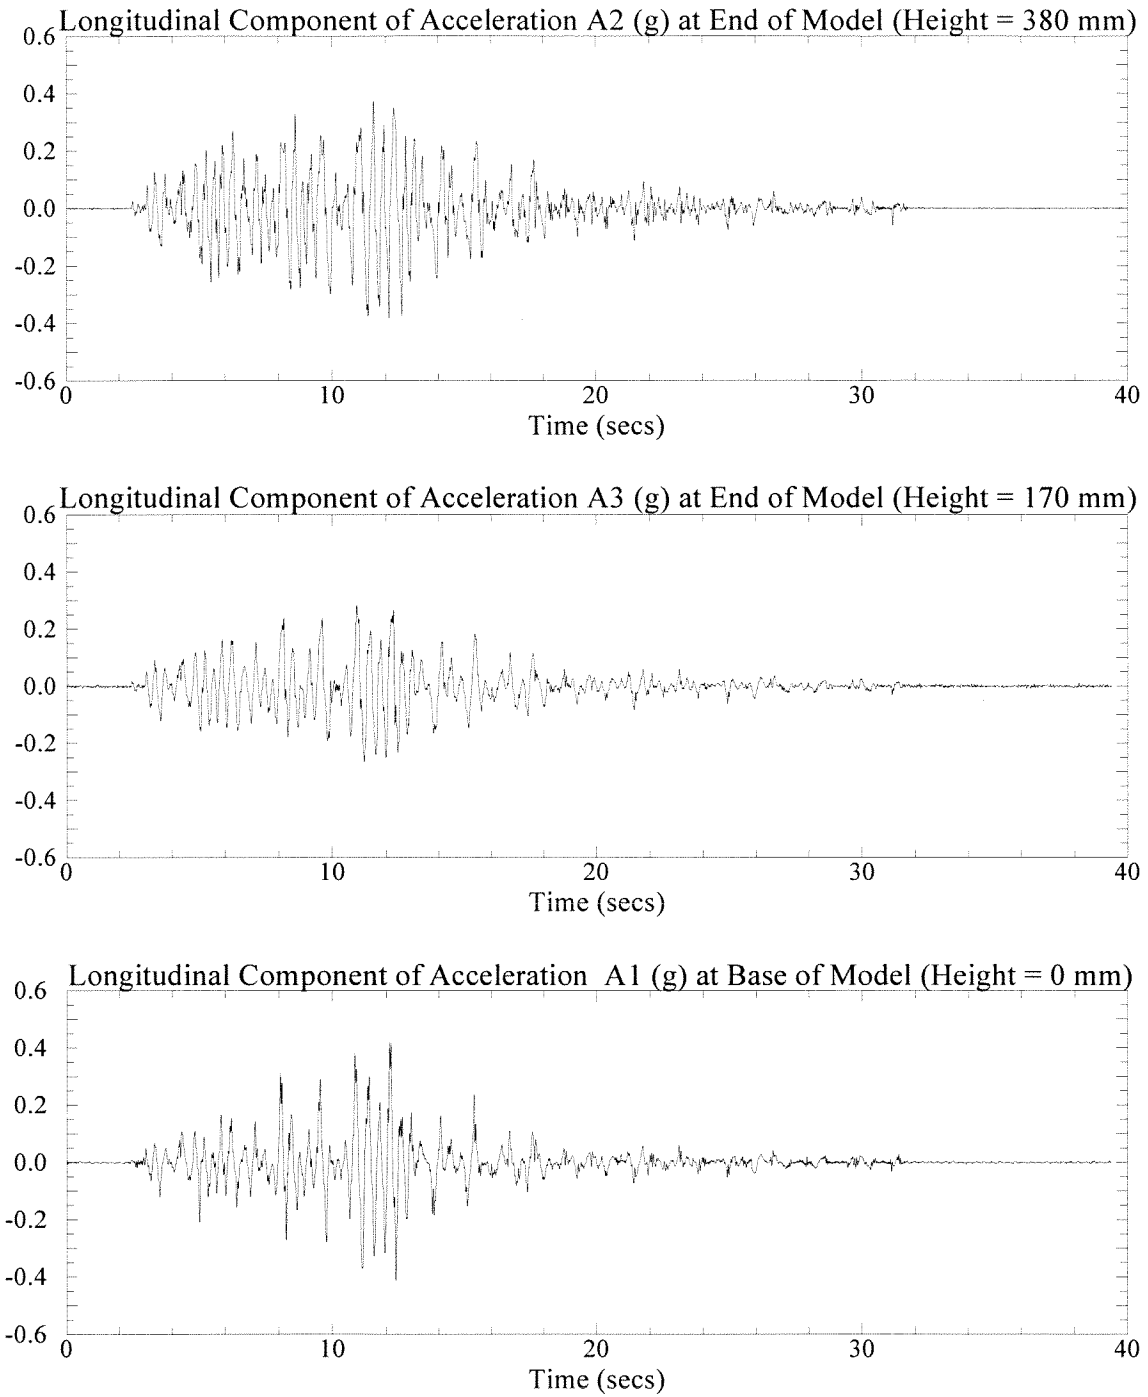 Longitudinal Component of Acceleration A2 (g) at End of Model (Height = 380 mm)
0.6
0.4
0.2
0.0
-0.2
-0.4
-0.6
0 10 20 30 40
Time (secs)
Longitudinal Component of Acceleration A3 (g) at End of Model (Height = 170 mm)
0.6
0.4
0.2
0.0
-0.2
-0.4
-0.6
0 10 20 30 40
Time (secs)
Longitudinal Component of Acceleration A1 (g) at Base of Model (Height = 0 mm)
0.6
0.4
0.2
0.0
-0.2
-0.4
-0.6
0 10 20 30 40
Time (secs)